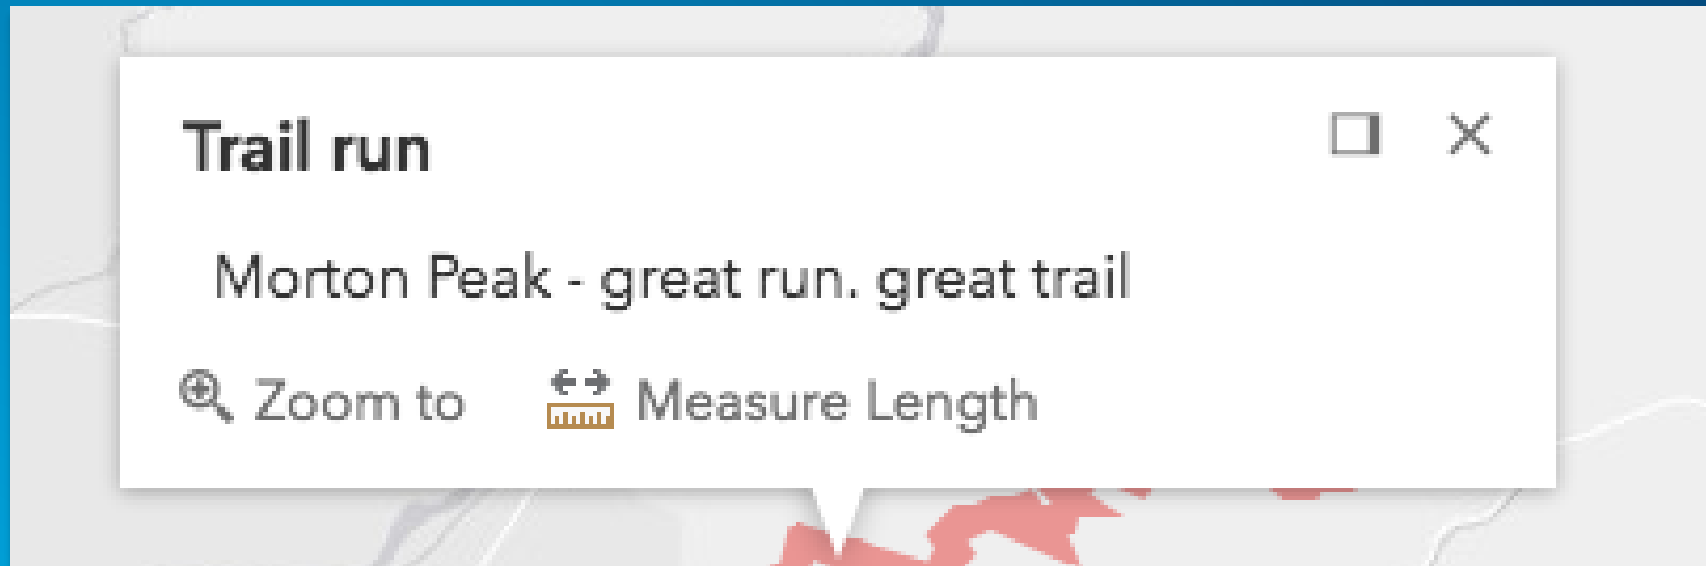 Trail run
Morton Peak - great run. great trail
Zoom to Measure Length